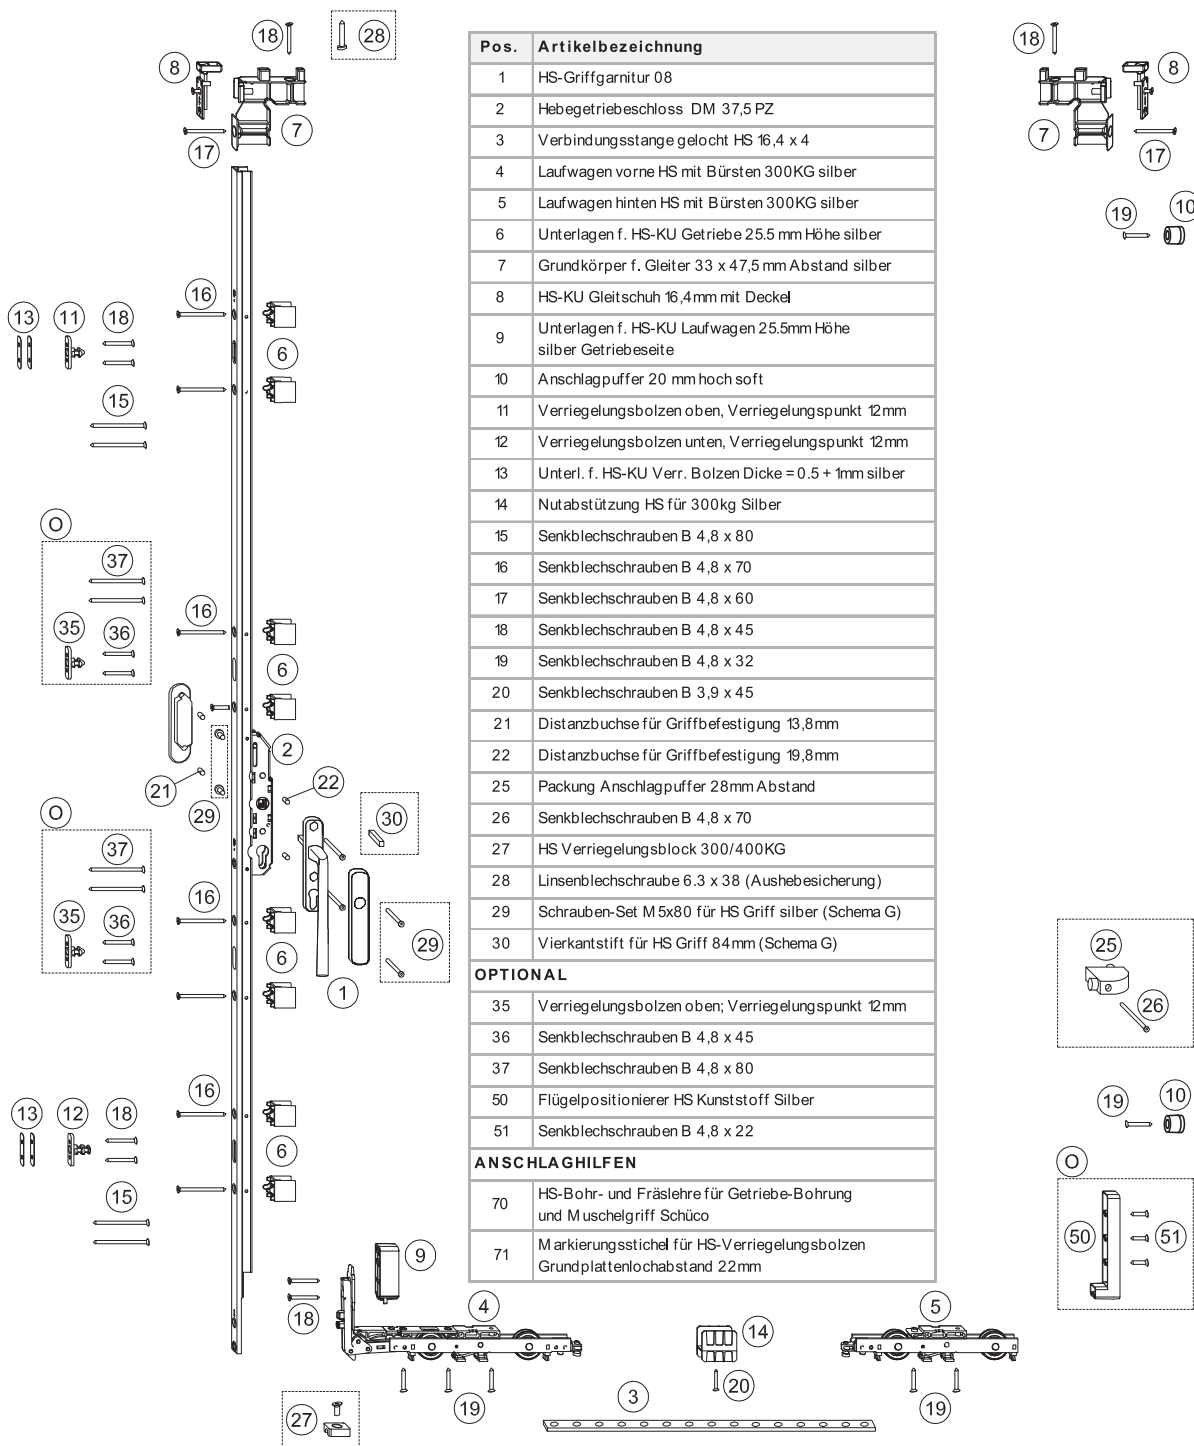 18
28
8
7
17
Pos. Artikelbezeichnung
1 HS-Griffgarnitur 08
2 Hebegetriebeschloss DM 37,5 PZ
3 Verbindungsstange gelocht HS 16,4 x 4
4 Laufwagen vorne HS mit Bürsten 300KG silber
5 Laufwagen hinten HS mit Bürsten 300KG silber
6 Unterlagen f. HS-KU Getriebe 25.5 mm Höhe silber
7 Grundkörper f. Gleiter 33 x 47,5 mm Abstand silber
8 HS-KU Gleitschuh 16,4mm mit Deckel
9 Unterlagen f. HS-KU Laufwagen 25.5mm Höhe
silber Getriebeseite
10 Anschlagpuffer 20 mm hoch soft
11 Verriegelungsbolzen oben, Verriegelungspunkt 12mm
12 Verriegelungsbolzen unten, Verriegelungspunkt 12mm
13 Unterl. f. HS-KU Verr. Bolzen Dicke = 0.5 + 1mm silber
14 Nutabstützung HS für 300kg Silber
15 Senkblechschrauben B 4,8 x 80
16 Senkblechschrauben B 4,8 x 70
17 Senkblechschrauben B 4,8 x 60
18 Senkblechschrauben B 4,8 x 45
19 Senkblechschrauben B 4,8 x 32
20 Senkblechschrauben B 3,9 x 45
21 Distanzbuchse für Griffbefestigung 13,8mm
22 Distanzbuchse für Griffbefestigung 19,8mm
25 Packung Anschlagpuffer 28mm Abstand
26 Senkblechschrauben B 4,8 x 70
27 HS Verriegelungsblock 300/400KG
28 Linsenblechschraube 6.3 x 38 (Aushebesicherung)
29 Schrauben-Set M5x80 für HS Griff silber (Schema G)
30 Vierkantstift für HS Griff 84mm (Schema G)
OPTIONAL
35 Verriegelungsbolzen oben; Verriegelungspunkt 12mm
36 Senkblechschrauben B 4,8 x 45
37 Senkblechschrauben B 4,8 x 80
50 Flügelpositionierer HS Kunststoff Silber
51 Senkblechschrauben B 4,8 x 22
ANSCHLAGHILFEN
70 HS-Bohr- und Fräslehre für Getriebe-Bohrung
und Muschelgriff Schüco
71 Markierungsstichel für HS-Verriegelungsbolzen
Grundplattenlochabstand 22mm
18
8
7
17
19
10
16
13
11
18
6
15
O
37
16
35
36
6
2
21
29
22
30
O
37
16
35
36
6
29
1
25
26
16
13
12
18
6
15
19
10
O
50
51
9
18
4
14
5
19
20
19
3
27